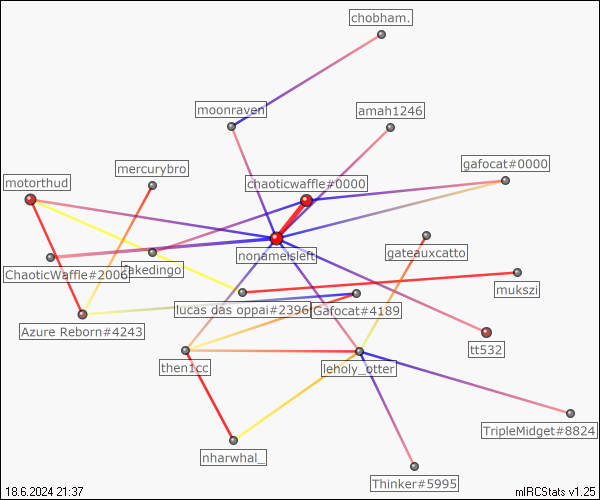 chobham.
moonraven
amah1246
gafocat#0000
mercurybro
motorthud
chaoticwaffle#0000
nonameisleft
gateauxcatto
ChaoticWaffle#2006
takedingo
mukszi
lucas das oppai#2396
Gafocat#4189
Azure Reborn#4243
tt532
then1cc
leholy_otter
TripleMidget#8824
nharwhal_
Thinker#5995
18.6.2024 21:37
mIRCStats v1.25